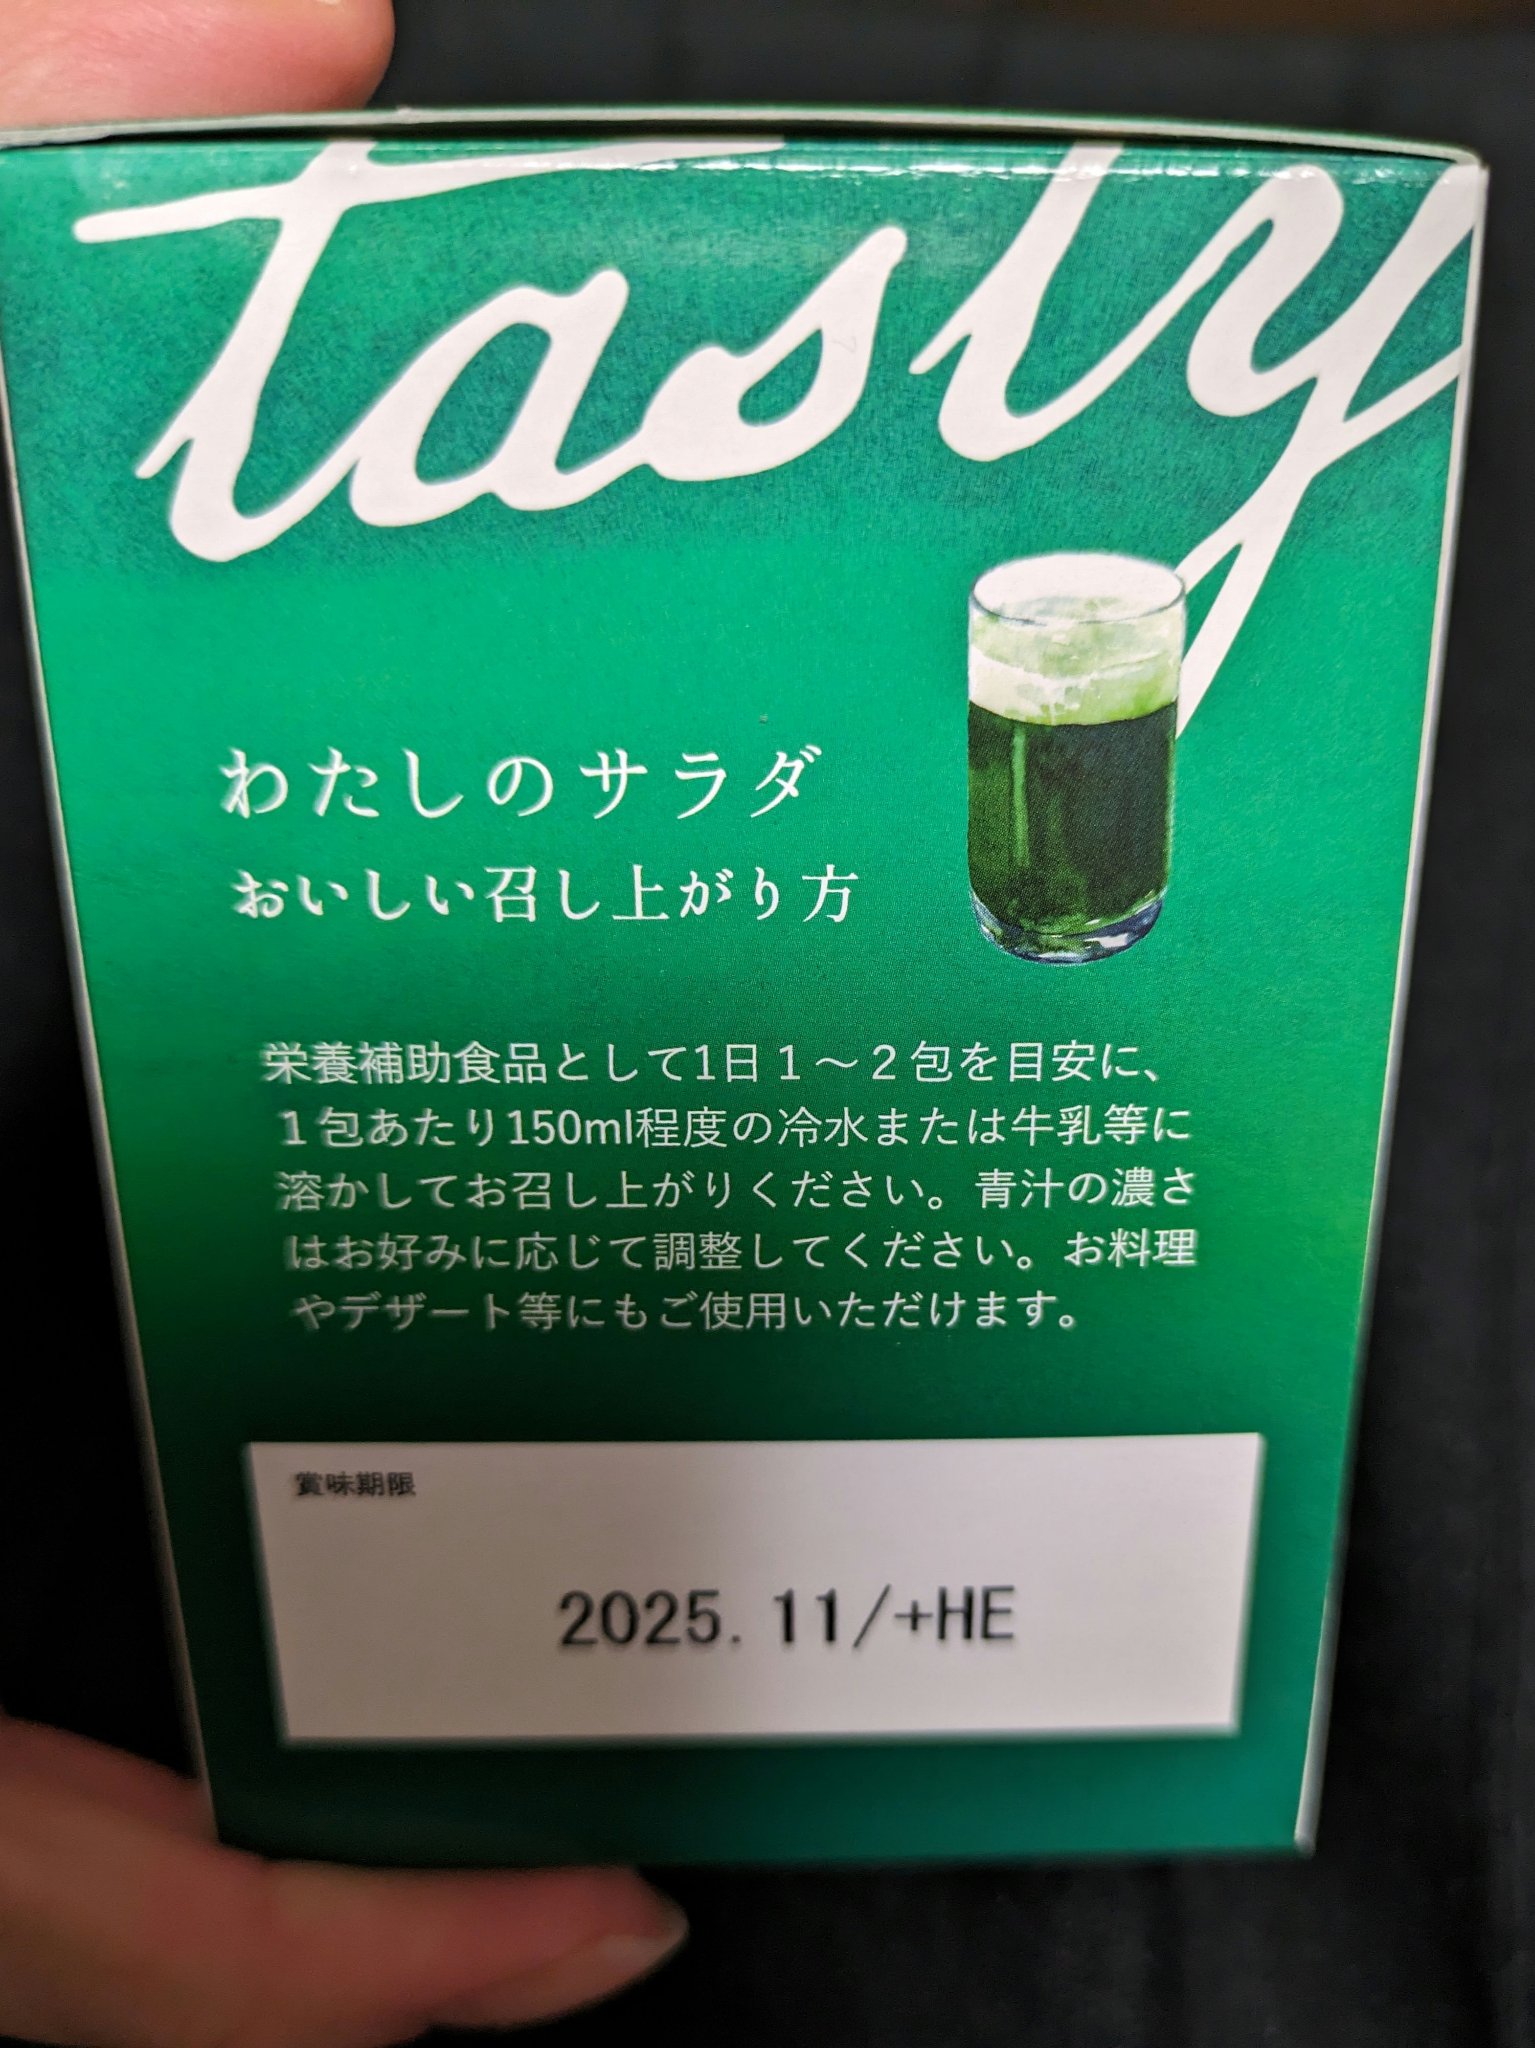 tasty
わたしのサラダ
おいしい召し上がり方
栄養補助食品として1日１～２包を目安に、
１包あたり150ml程度の冷水または牛乳等に
溶かしてお召し上がりください。青汁の濃さ
はお好みに応じて調整してください。お料理
やデザート等にもご使用いただけます。
賞味期限
2025.11/+HE